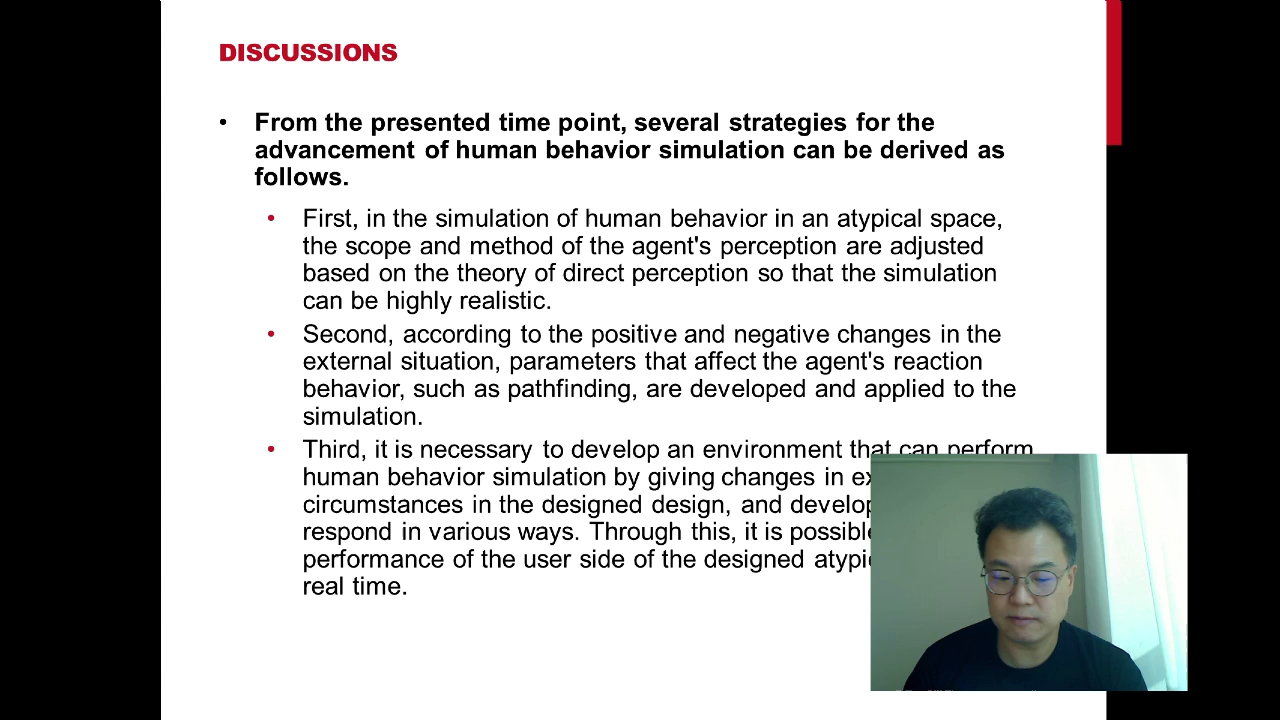 DISCUSSIONS
• From the presented time point, several strategies for the
advancement of human behavior simulation can be derived as
follows.
• First, in the simulation of human behavior in an atypical space,
the scope and method of the agent's perception are adjusted
based on the theory of direct perception so that the simulation
can be highly realistic.
• Second, according to the positive and negative changes in the
external situation, parameters that affect the agent's reaction
behavior, such as pathfinding, are developed and applied to the
simulation.
• Third, it is necessary to develop an environment that can perform
human behavior simulation by giving changes in
circumstances in the designed design, and
respond in various ways. Through this, it is
performance of the user side of the designed
real time.